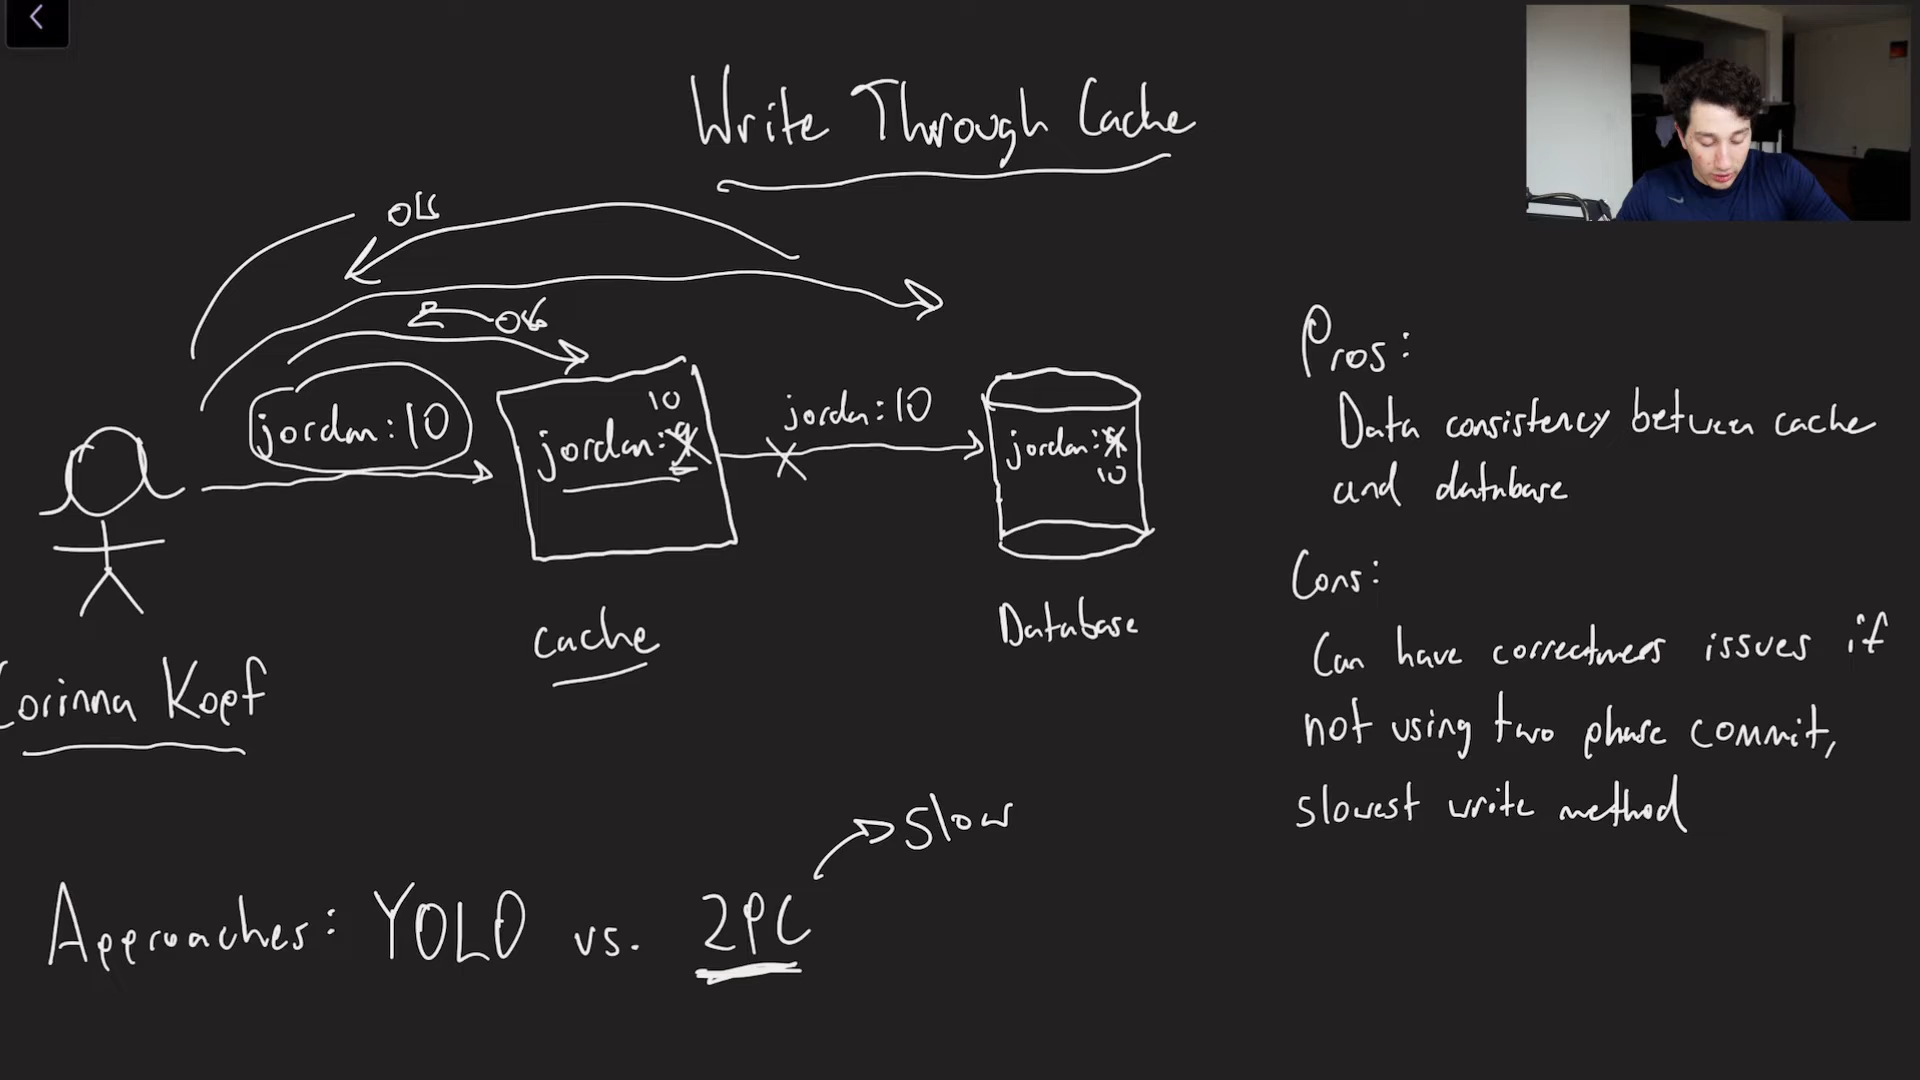 Write Through Cache
ok
ok
jordan:10
10
jordan:
jordan:10
jordan:
10
cache
Database
Corinna Kopf
Pros:
Data consistency between cache
and database
Cons:
Can have correctness issues if
not using two phase commit,
slowest write method
slow
Approaches: YOLO vs. 2PC